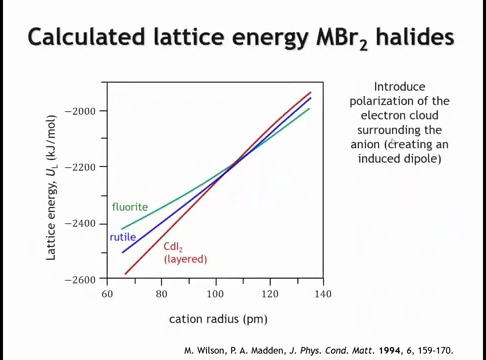 Calculated lattice energy MBr₂ halides
Introduce
polarization of the
electron cloud
surrounding the
anion (creating an
induced dipole)
Lattice energy, U_L (kJ/mol)
−2000
−2200
−2400
−2600
fluorite
rutile
CdI₂
(layered)
60 80 100 120 140
cation radius (pm)
M. Wilson, P. A. Madden, J. Phys. Cond. Matt. 1994, 6, 159-170.